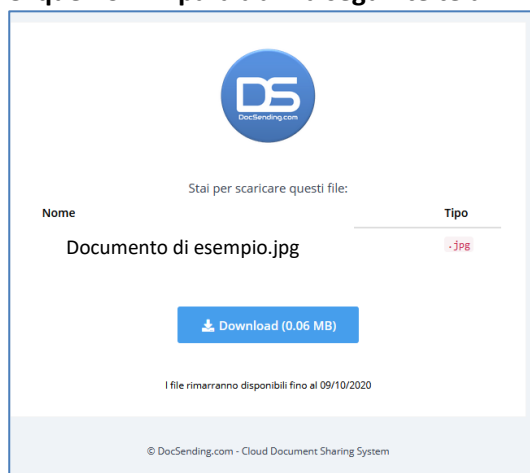 DS
DocSending.com
Stai per scaricare questi file:
Nome Tipo
Documento di esempio.jpg .jpg
Download (0.06 MB)
I file rimarranno disponibili fino al 09/10/2020
© DocSending.com - Cloud Document Sharing System